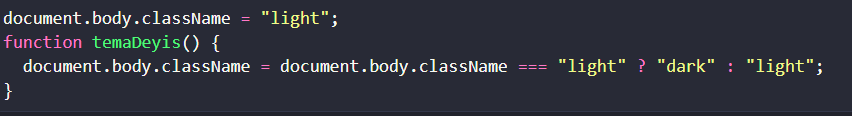 document.body.className = "light";
function temaDeyis() {
  document.body.className = document.body.className === "light" ? "dark" : "light";
}